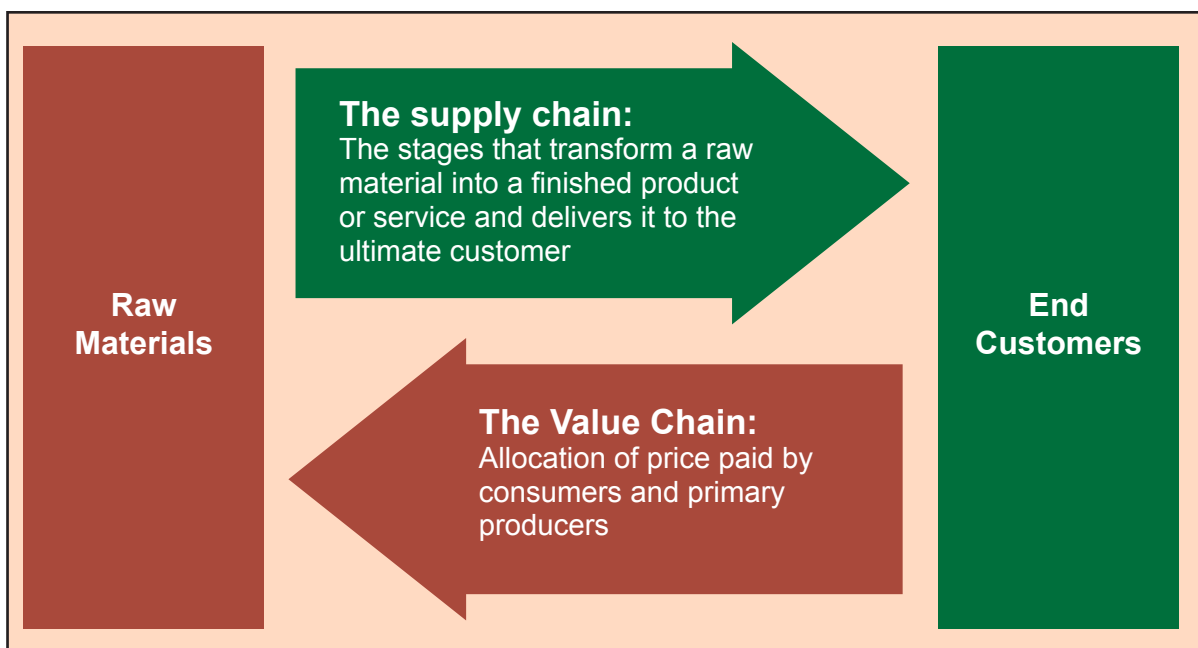 Raw
Materials
The supply chain:
The stages that transform a raw
material into a finished product
or service and delivers it to the
ultimate customer
The Value Chain:
Allocation of price paid by
consumers and primary
producers
End
Customers